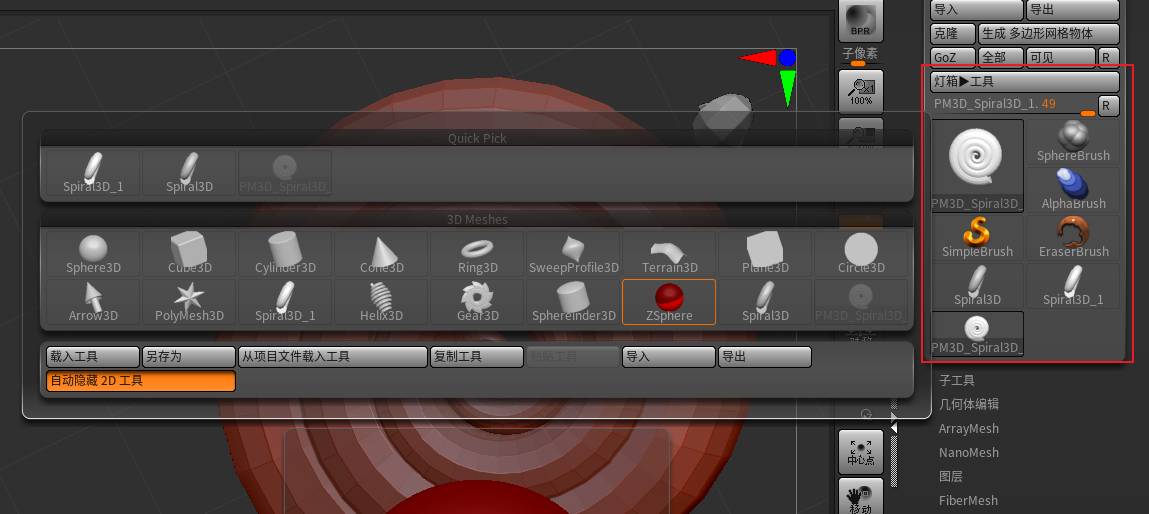 Quick Pick
Spiral3D_1 Spiral3D PM3D_Spiral3D_
3D Meshes
Sphere3D Cube3D Cylinder3D Cone3D Ring3D SweepProfile3D Terrain3D Plane3D Circle3D
Arrow3D PolyMesh3D Spiral3D_1 Helix3D Gear3D Sphereinder3D ZSphere Spiral3D PM3D_Spiral3D_
载入工具 另存为 从项目文件载入工具 复制工具 粘贴工具 导入 导出
自动隐藏 2D 工具
BPR
子像素
100%
对称
中心点
移动
导入 导出
克隆 生成 多边形网格物体
GoZ 全部 可见 R
灯箱▶工具
PM3D_Spiral3D_1. 49 R
PM3D_Spiral3D_
SphereBrush
AlphaBrush
SimpleBrush EraserBrush
Spiral3D Spiral3D_1
PM3D_Spiral3D_
子工具
几何体编辑
ArrayMesh
NanoMesh
图层
FiberMesh